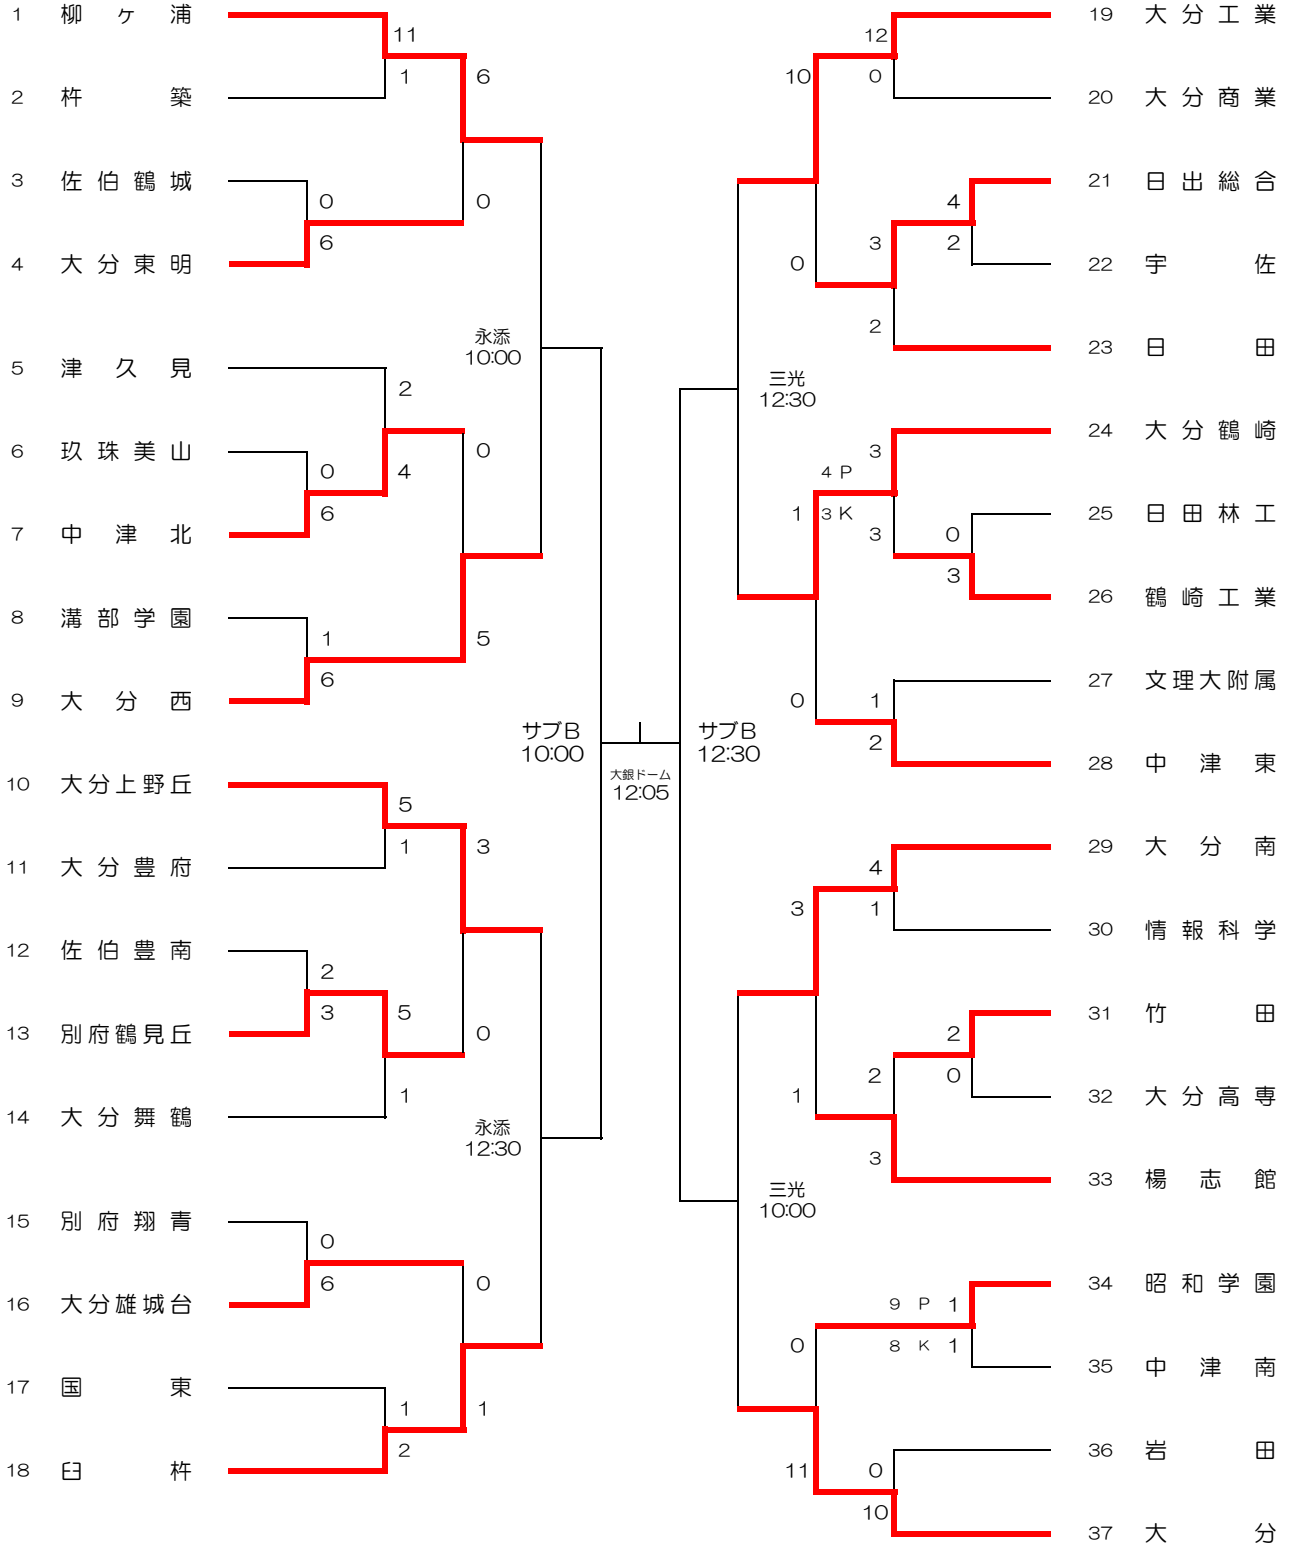 1 柳ヶ浦
11
1
6
2 杵築
3 佐伯鶴城
0
0
6
4 大分東明
永添
10:00
5 津久見
2
6 玖珠美山
0
0
4
6
7 中津北
8 溝部学園
1
5
6
9 大分西
サブB
10:00
10 大分上野丘
5
1
3
11 大分豊府
12 佐伯豊南
2
3
5
0
13 別府鶴見丘
1
14 大分舞鶴
永添
12:30
15 別府翔青
0
6
0
16 大分雄城台
17 国東
1
1
2
18 臼杵
大銀ドーム
12:05
サブB
12:30
19 大分工業
12
10
0
20 大分商業
21 日出総合
4
3
2
0
22 宇佐
2
23 日田
三光
12:30
24 大分鶴崎
3
4 P
1
3 K
3
25 日田林工
0
3
26 鶴崎工業
27 文理大附属
0
1
2
28 中津東
29 大分南
4
3
1
30 情報科学
31 竹田
2
2
0
1
32 大分高専
3
33 楊志館
三光
10:00
34 昭和学園
9 P 1
0
8 K 1
35 中津南
36 岩田
11
0
10
37 大分